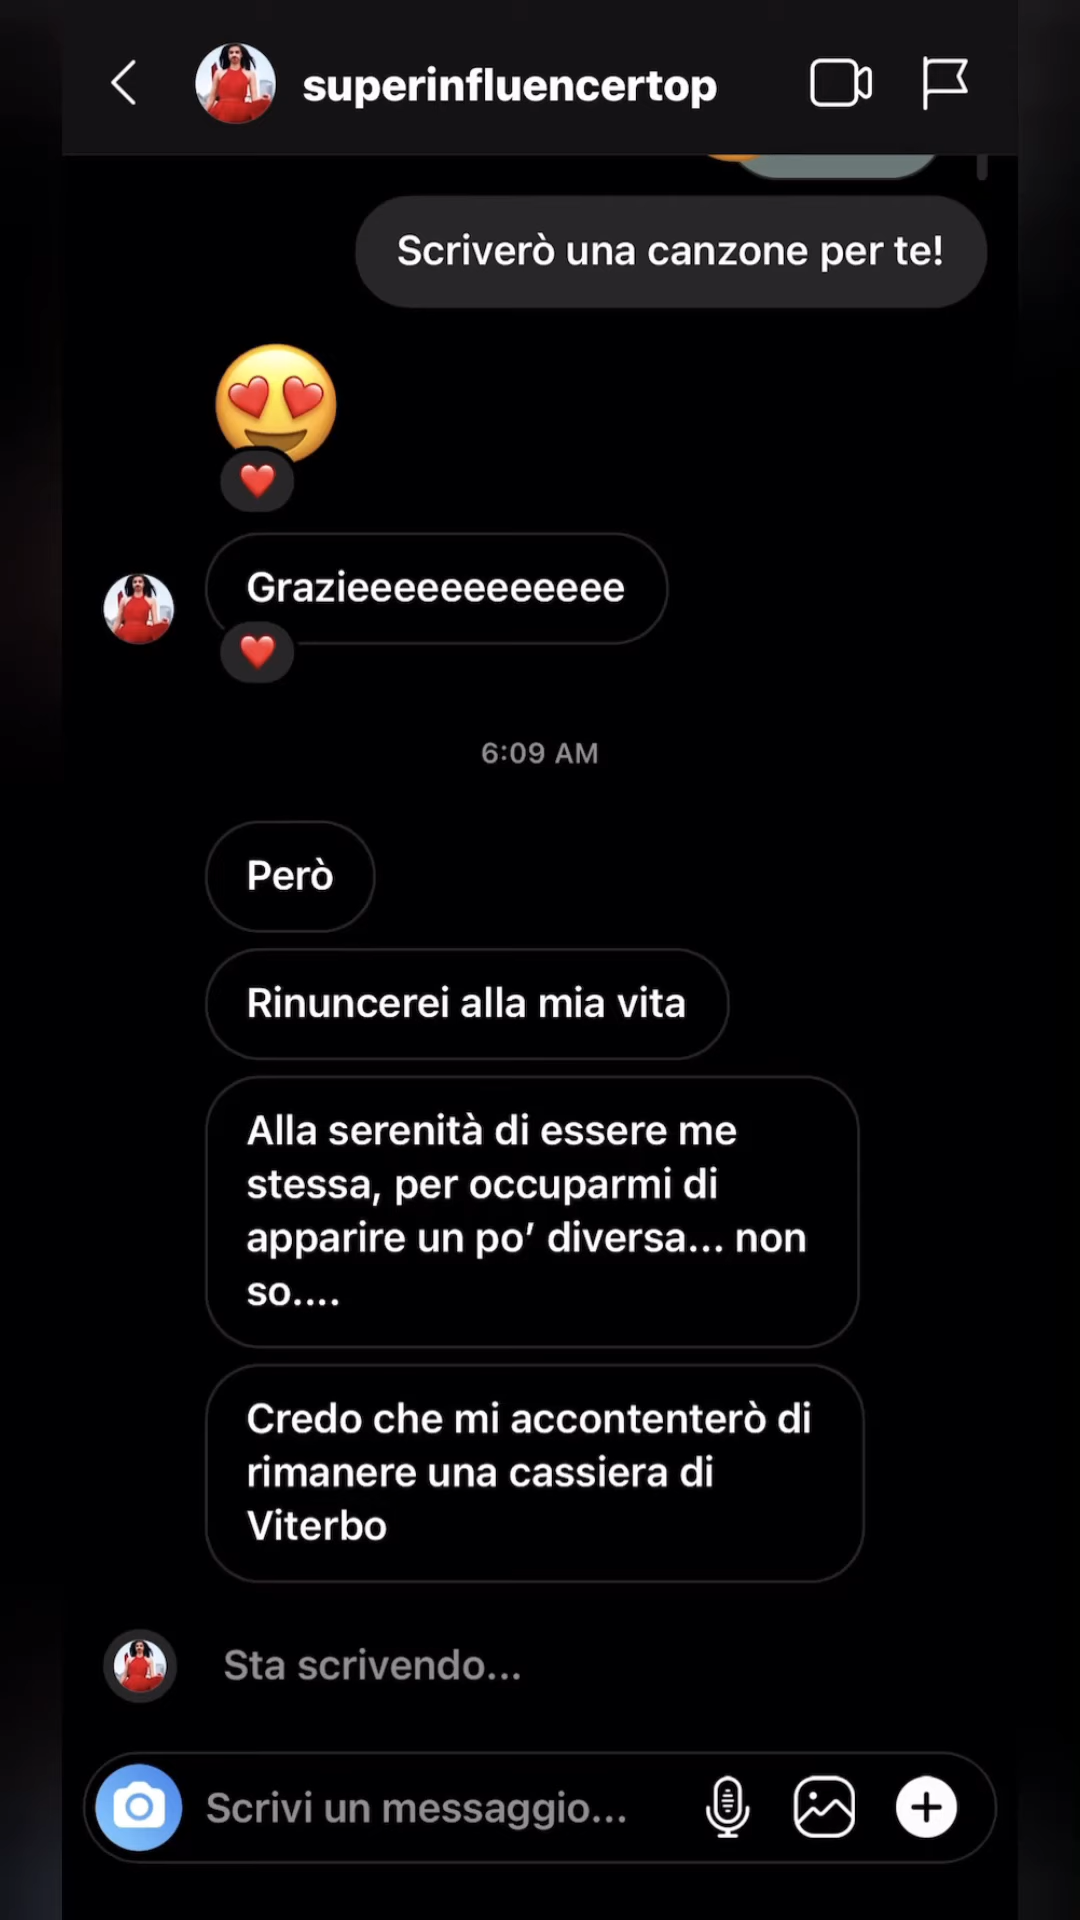 superinfluencertop
Scriverò una canzone per te!
Grazieeeeeeeeeeee
6:09 AM
Però
Rinuncerei alla mia vita
Alla serenità di essere me
stessa, per occuparmi di
apparire un po’ diversa... non
so....
Credo che mi accontenterò di
rimanere una cassiera di
Viterbo
Sta scrivendo...
Scrivi un messaggio...